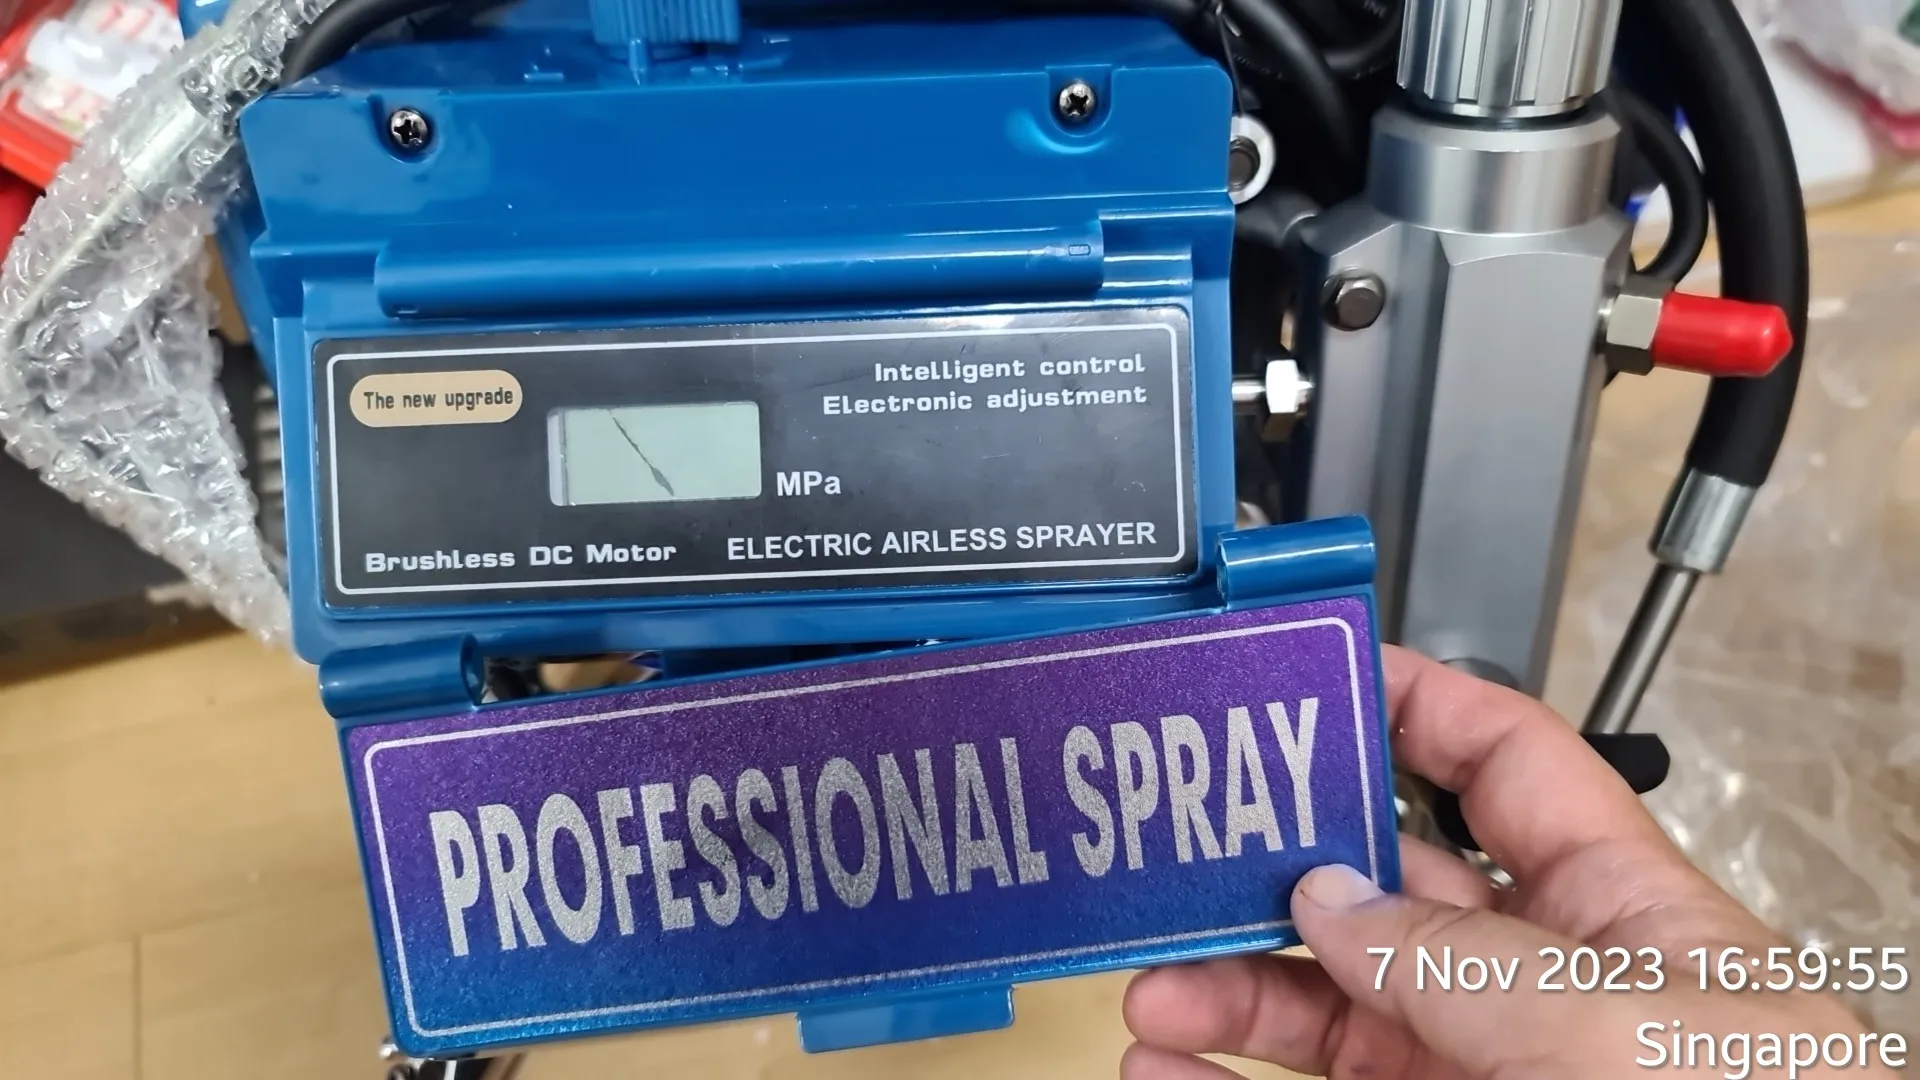 The new upgrade
Intelligent control
Electronic adjustment
MPa
Brushless DC Motor
ELECTRIC AIRLESS SPRAYER
PROFESSIONAL SPRAY
7 Nov 2023 16:59:55
Singapore